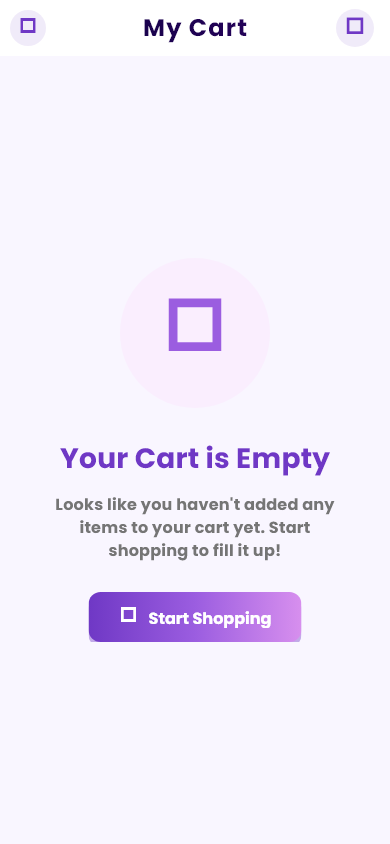 My Cart
Your Cart is Empty
Looks like you haven't added any
items to your cart yet. Start
shopping to fill it up!
Start Shopping